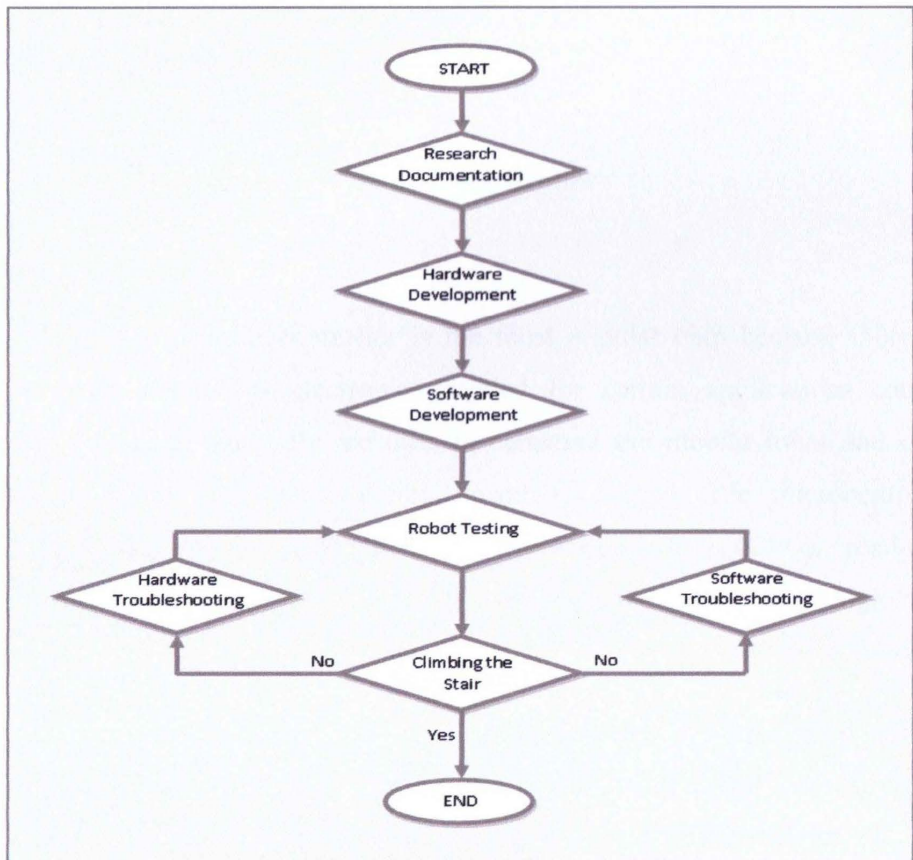 START
Research
Documentation
Hardware
Development
Software
Development
Robot Testing
Hardware
Troubleshooting
Software
Troubleshooting
No
Climbing the
Stair
No
Yes
END